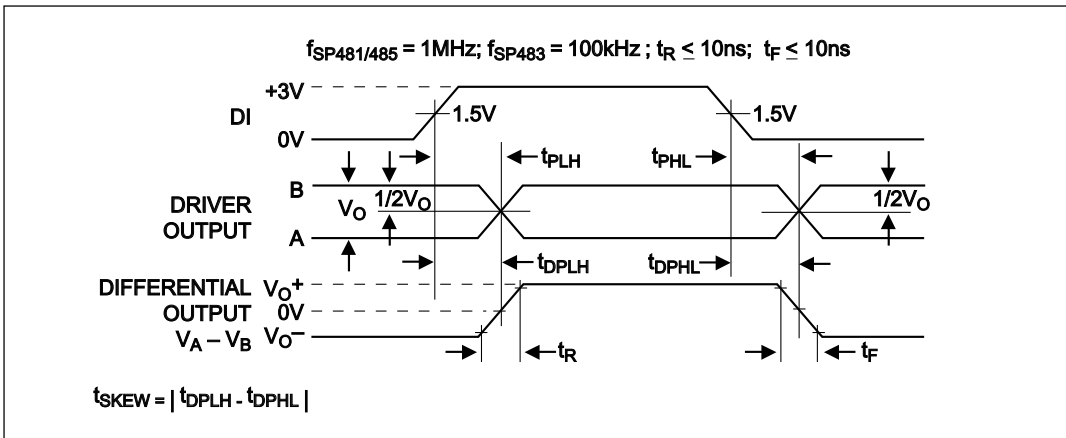 fSP481/485 = 1MHz; fSP483 = 100kHz ; tR ≤ 10ns; tF ≤ 10ns
+3V
DI
1.5V
1.5V
0V
tPLH
tPHL
B
DRIVER
OUTPUT
VO
1/2VO
1/2VO
A
tDPLH
tDPHL
DIFFERENTIAL
OUTPUT
VA – VB
VO+
0V
VO–
tR
tF
tSKEW = | tDPLH - tDPHL |